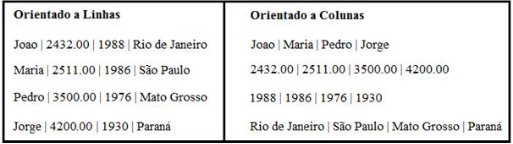 Orientado a Linhas
Joao | 2432.00 | 1988 | Rio de Janeiro
Maria | 2511.00 | 1986 | São Paulo
Pedro | 3500.00 | 1976 | Mato Grosso
Jorge | 4200.00 | 1930 | Paraná
Orientado a Colunas
Joao | Maria | Pedro | Jorge
2432.00 | 2511.00 | 3500.00 | 4200.00
1988 | 1986 | 1976 | 1930
Rio de Janeiro | São Paulo | Mato Grosso | Paraná